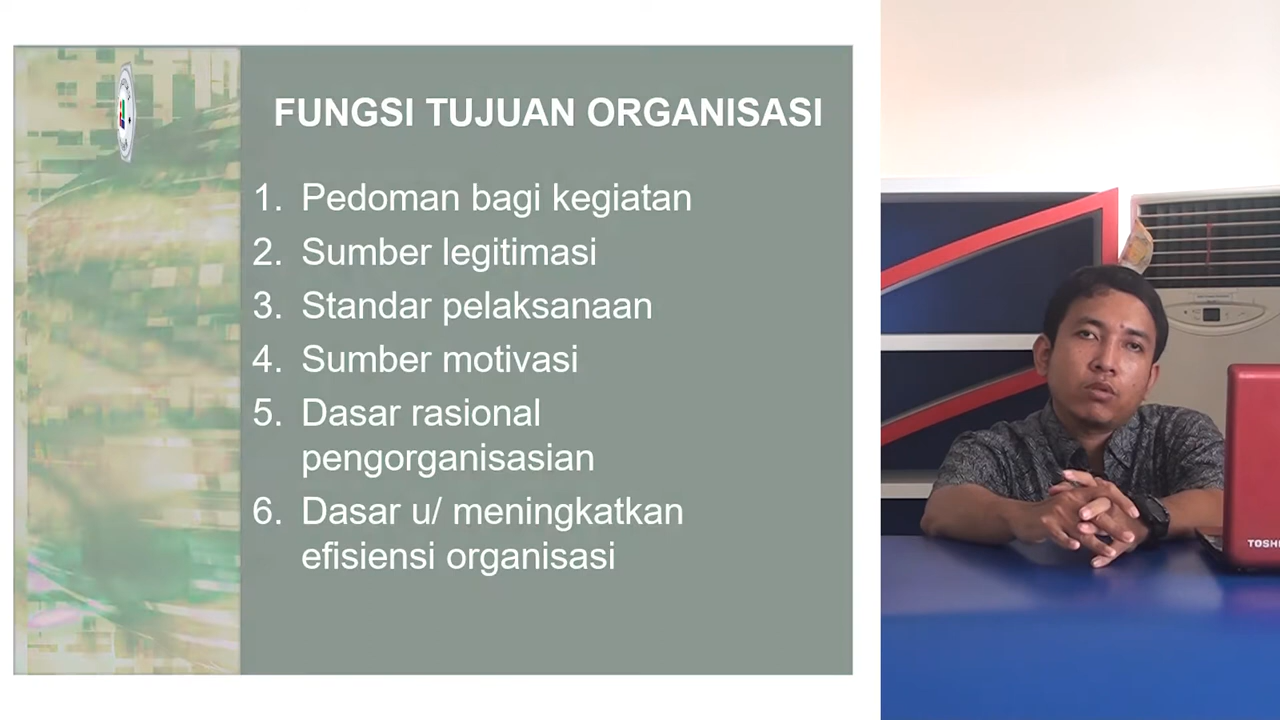 FUNGSI TUJUAN ORGANISASI
1. Pedoman bagi kegiatan
2. Sumber legitimasi
3. Standar pelaksanaan
4. Sumber motivasi
5. Dasar rasional
pengorganisasian
6. Dasar u/ meningkatkan
efisiensi organisasi